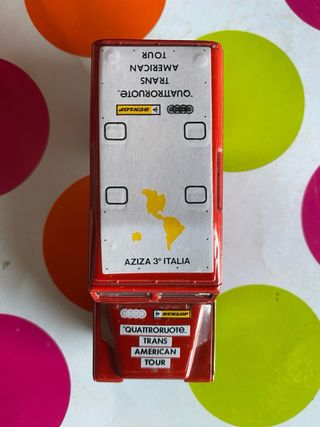 "QUATTRORUOTE„
TRANS
AMERICAN
TOUR
DUNLOP
AZIZA 3° ITALIA
DUNLOP
"QUATTRORUOTE„
TRANS
AMERICAN
TOUR